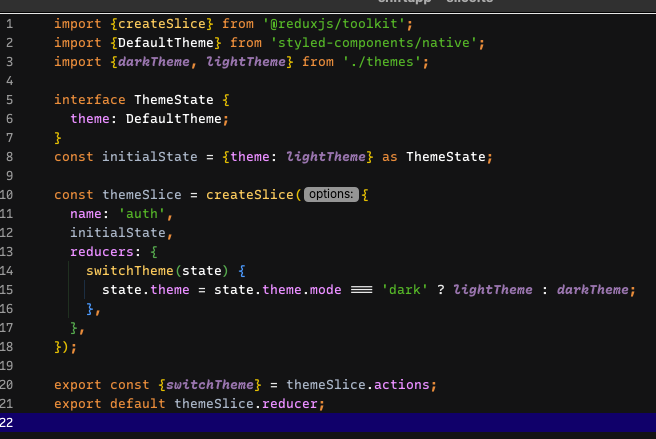 1 import {createSlice} from '@reduxjs/toolkit';
2 import {DefaultTheme} from 'styled-components/native';
3 import {darkTheme, lightTheme} from './themes';
4
5 interface ThemeState {
6 theme: DefaultTheme;
7 }
8 const initialState = {theme: lightTheme} as ThemeState;
9
10 const themeSlice = createSlice( options: {
11 name: 'auth',
12 initialState,
13 reducers: {
14 switchTheme(state) {
15 state.theme = state.theme.mode === 'dark' ? lightTheme : darkTheme;
16 },
17 },
18 });
19
20 export const {switchTheme} = themeSlice.actions;
21 export default themeSlice.reducer;
22